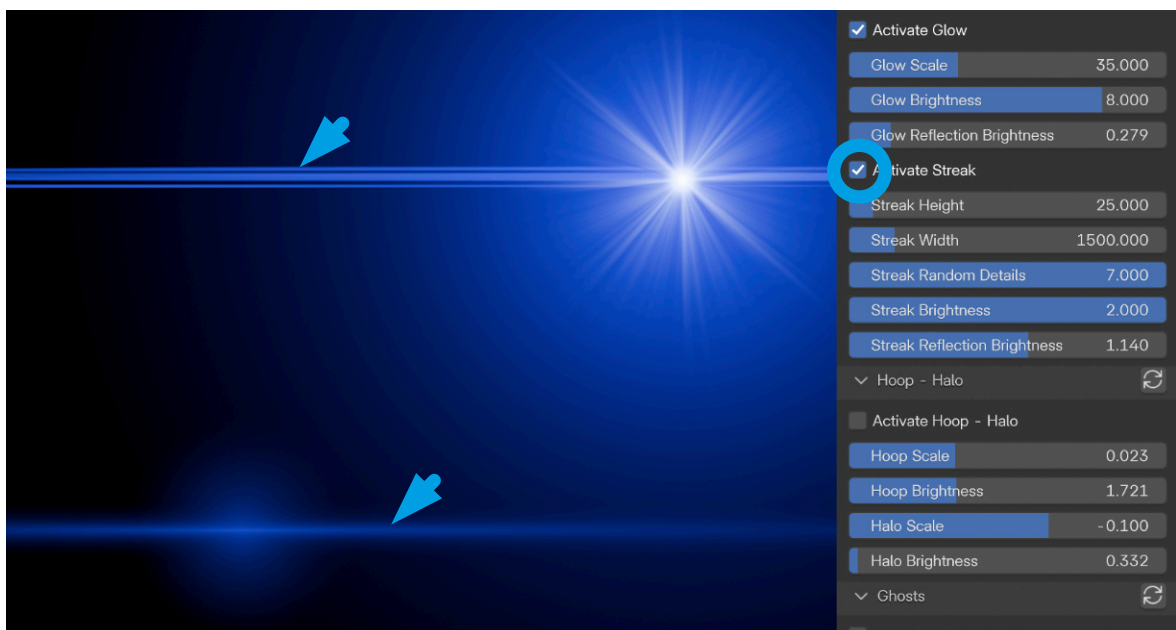 Activate Glow
Glow Scale 35.000
Glow Brightness 8.000
Glow Reflection Brightness 0.279
Activate Streak
Streak Height 25.000
Streak Width 1500.000
Streak Random Details 7.000
Streak Brightness 2.000
Streak Reflection Brightness 1.140
Hoop - Halo
Activate Hoop - Halo
Hoop Scale 0.023
Hoop Brightness 1.721
Halo Scale -0.100
Halo Brightness 0.332
Ghosts